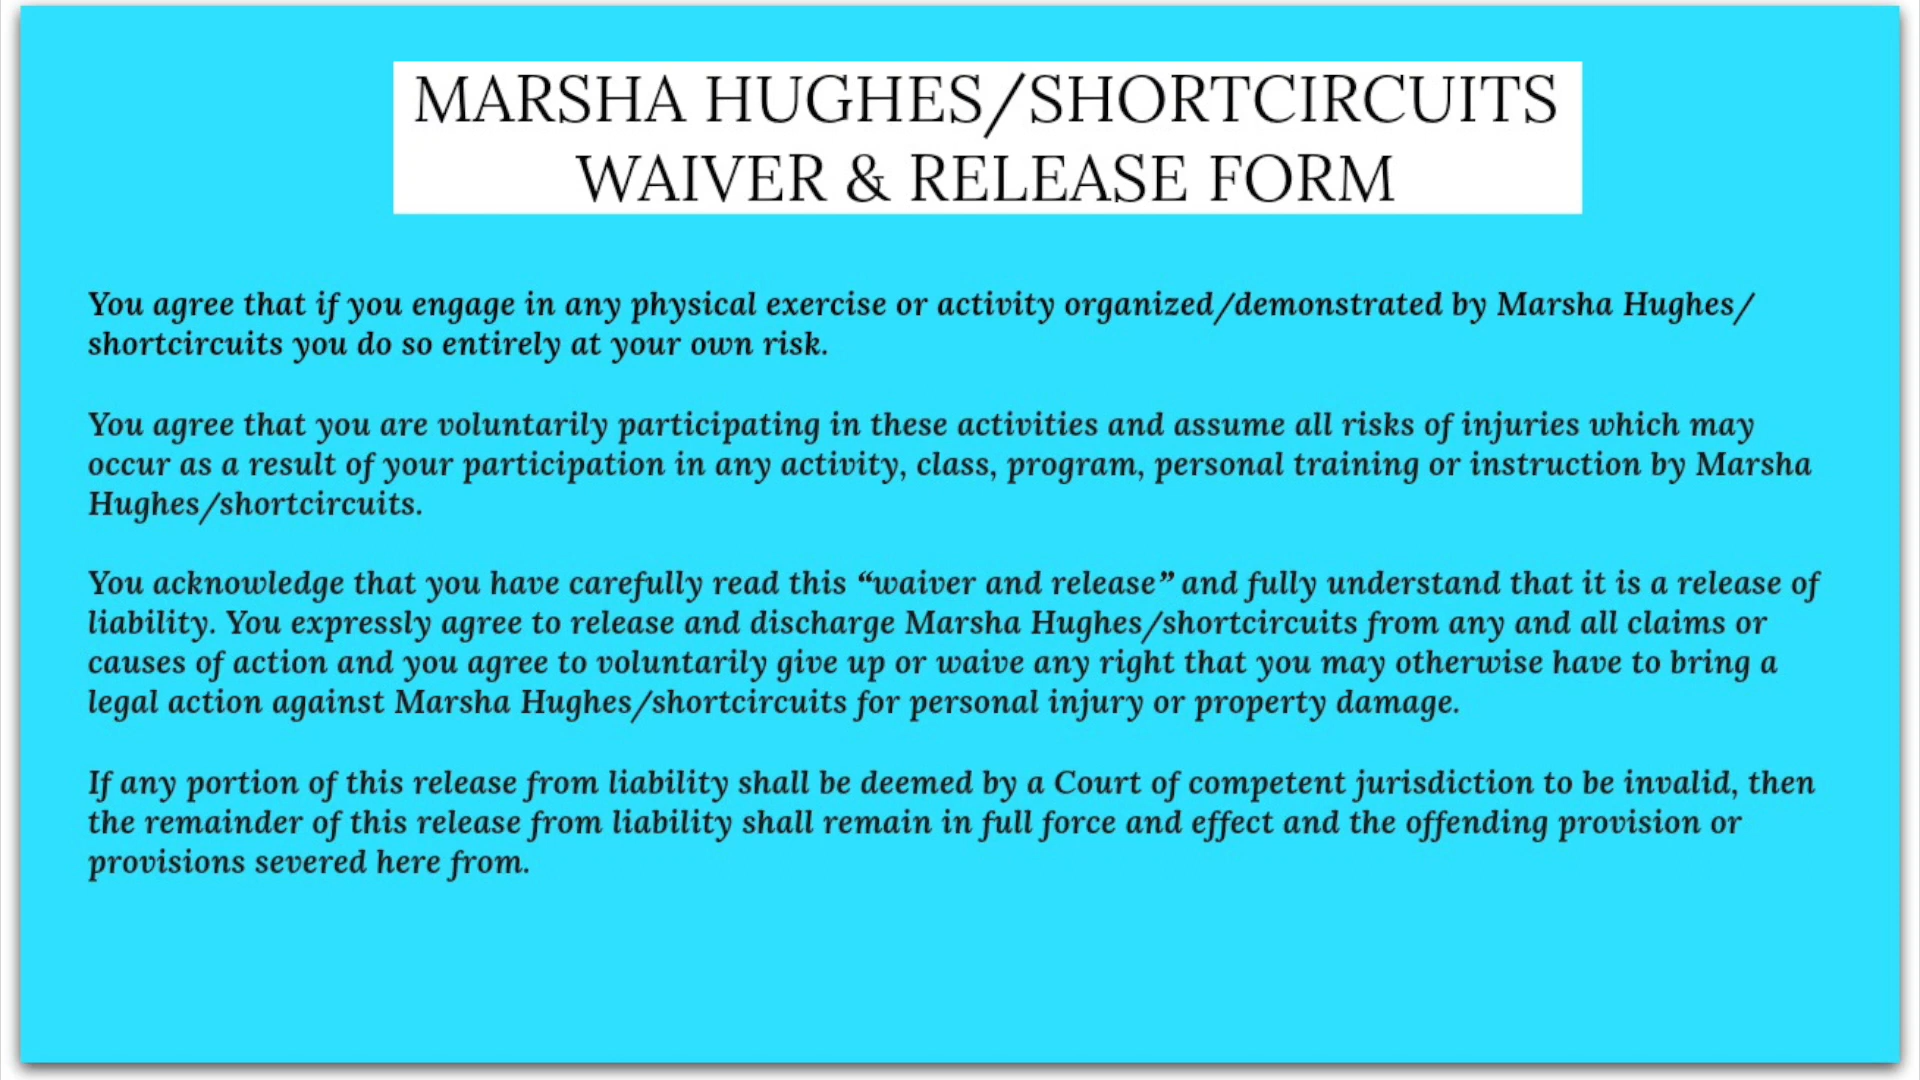 MARSHA HUGHES/SHORTCIRCUITS
WAIVER & RELEASE FORM
You agree that if you engage in any physical exercise or activity organized/demonstrated by Marsha Hughes/
shortcircuits you do so entirely at your own risk.
You agree that you are voluntarily participating in these activities and assume all risks of injuries which may
occur as a result of your participation in any activity, class, program, personal training or instruction by Marsha
Hughes/shortcircuits.
You acknowledge that you have carefully read this “waiver and release” and fully understand that it is a release of
liability. You expressly agree to release and discharge Marsha Hughes/shortcircuits from any and all claims or
causes of action and you agree to voluntarily give up or waive any right that you may otherwise have to bring a
legal action against Marsha Hughes/shortcircuits for personal injury or property damage.
If any portion of this release from liability shall be deemed by a Court of competent jurisdiction to be invalid, then
the remainder of this release from liability shall remain in full force and effect and the offending provision or
provisions severed here from.